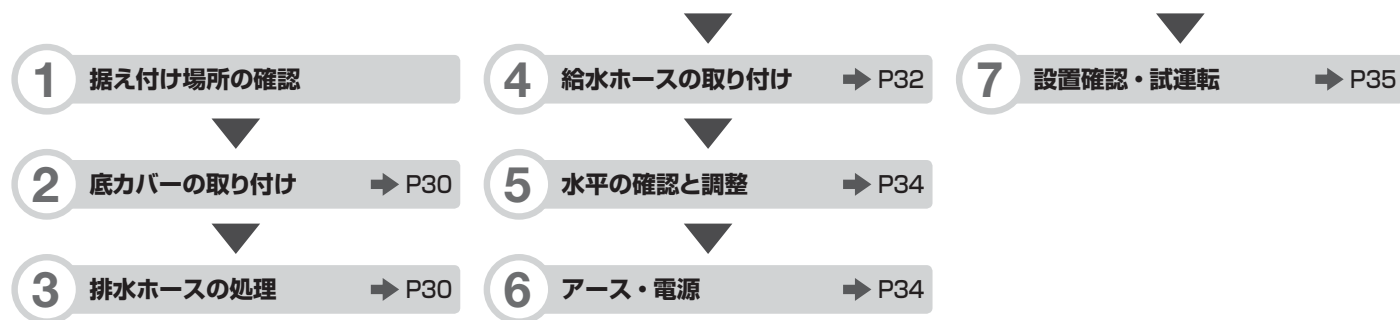 1 据え付け場所の確認
2 底カバーの取り付け ➡ P30
3 排水ホースの処理 ➡ P30
4 給水ホースの取り付け ➡ P32
5 水平の確認と調整 ➡ P34
6 アース・電源 ➡ P34
7 設置確認・試運転 ➡ P35